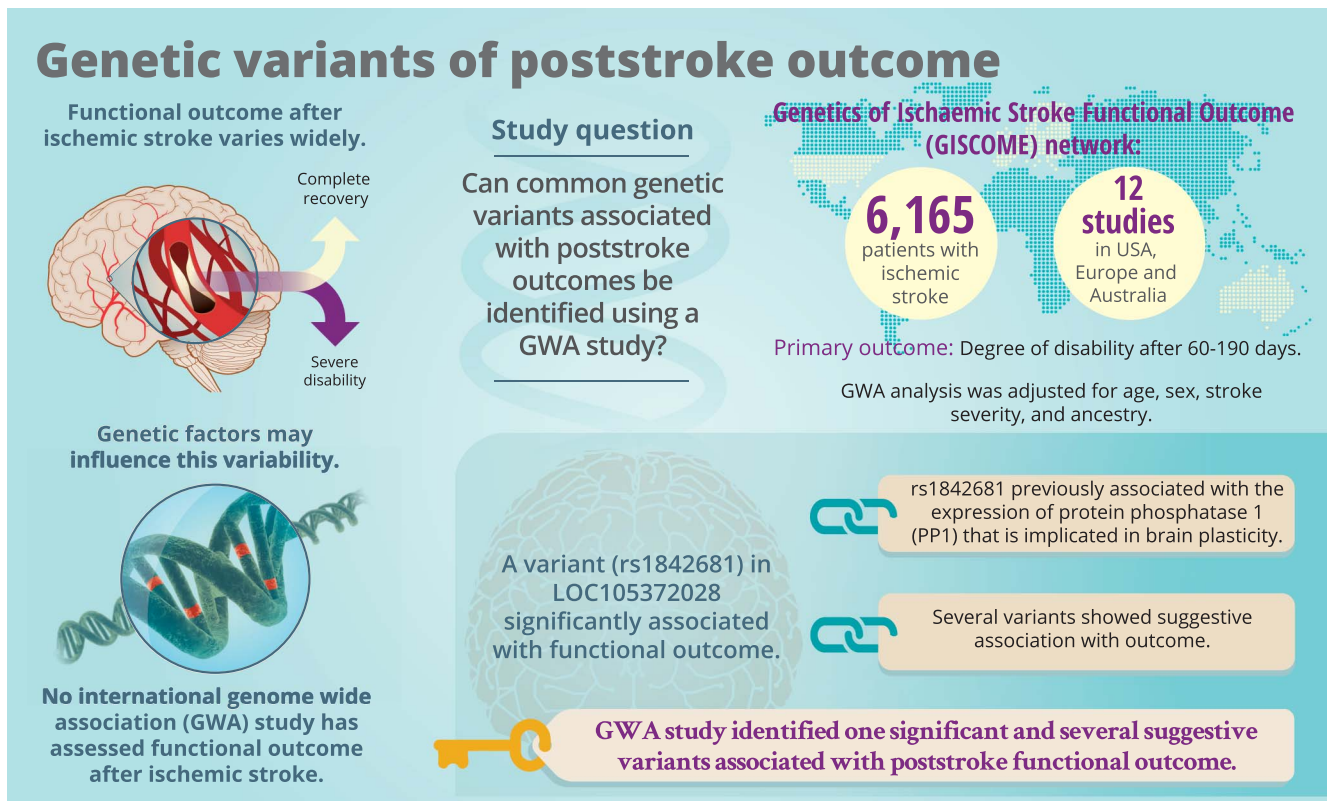 Genetic variants of poststroke outcome
Functional outcome after
ischemic stroke varies widely.
Complete
recovery
Severe
disability
Genetic factors may
influence this variability.
No international genome wide
association (GWA) study has
assessed functional outcome
after ischemic stroke.
Study question
Can common genetic
variants associated
with poststroke
outcomes be
identified using a
GWA study?
Genetics of Ischaemic Stroke Functional Outcome
(GISCOME) network:
6,165
patients with
ischemic
stroke
12
studies
in USA,
Europe and
Australia
Primary outcome: Degree of disability after 60-190 days.
GWA analysis was adjusted for age, sex, stroke
severity, and ancestry.
A variant (rs1842681) in
LOC105372028
significantly associated
with functional outcome.
rs1842681 previously associated with the
expression of protein phosphatase 1
(PP1) that is implicated in brain plasticity.
Several variants showed suggestive
association with outcome.
GWA study identified one significant and several suggestive
variants associated with poststroke functional outcome.